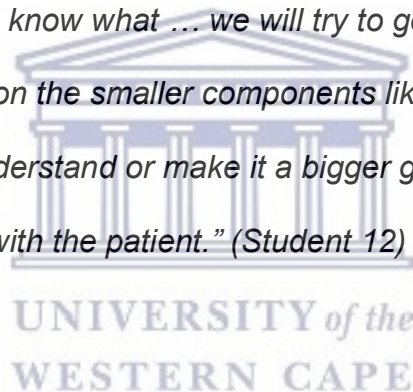 know what … we will try to g
on the smaller components lik
derstand or make it a bigger g
with the patient.” (Student 12)
UNIVERSITY of the
WESTERN CAPE